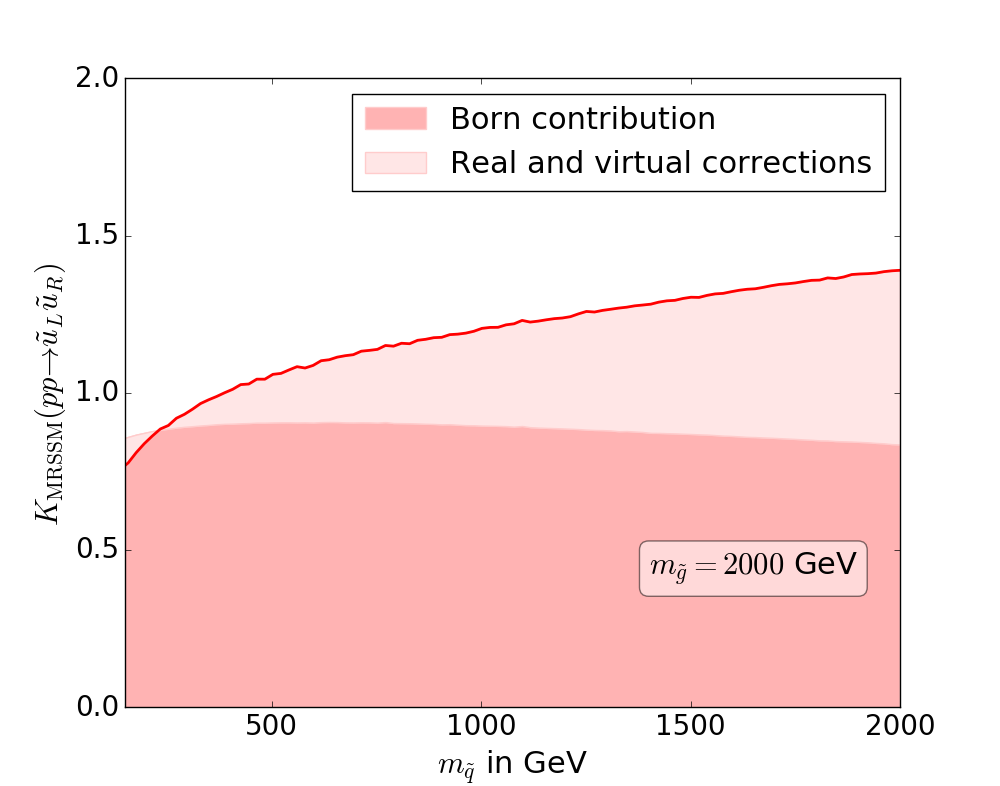 2.0
1.5
1.0
0.5
0.0
K_MRSSM(pp→ũ_L ũ_R)
Born contribution
Real and virtual corrections
m_g̃ = 2000 GeV
500 1000 1500 2000
m_q̃ in GeV